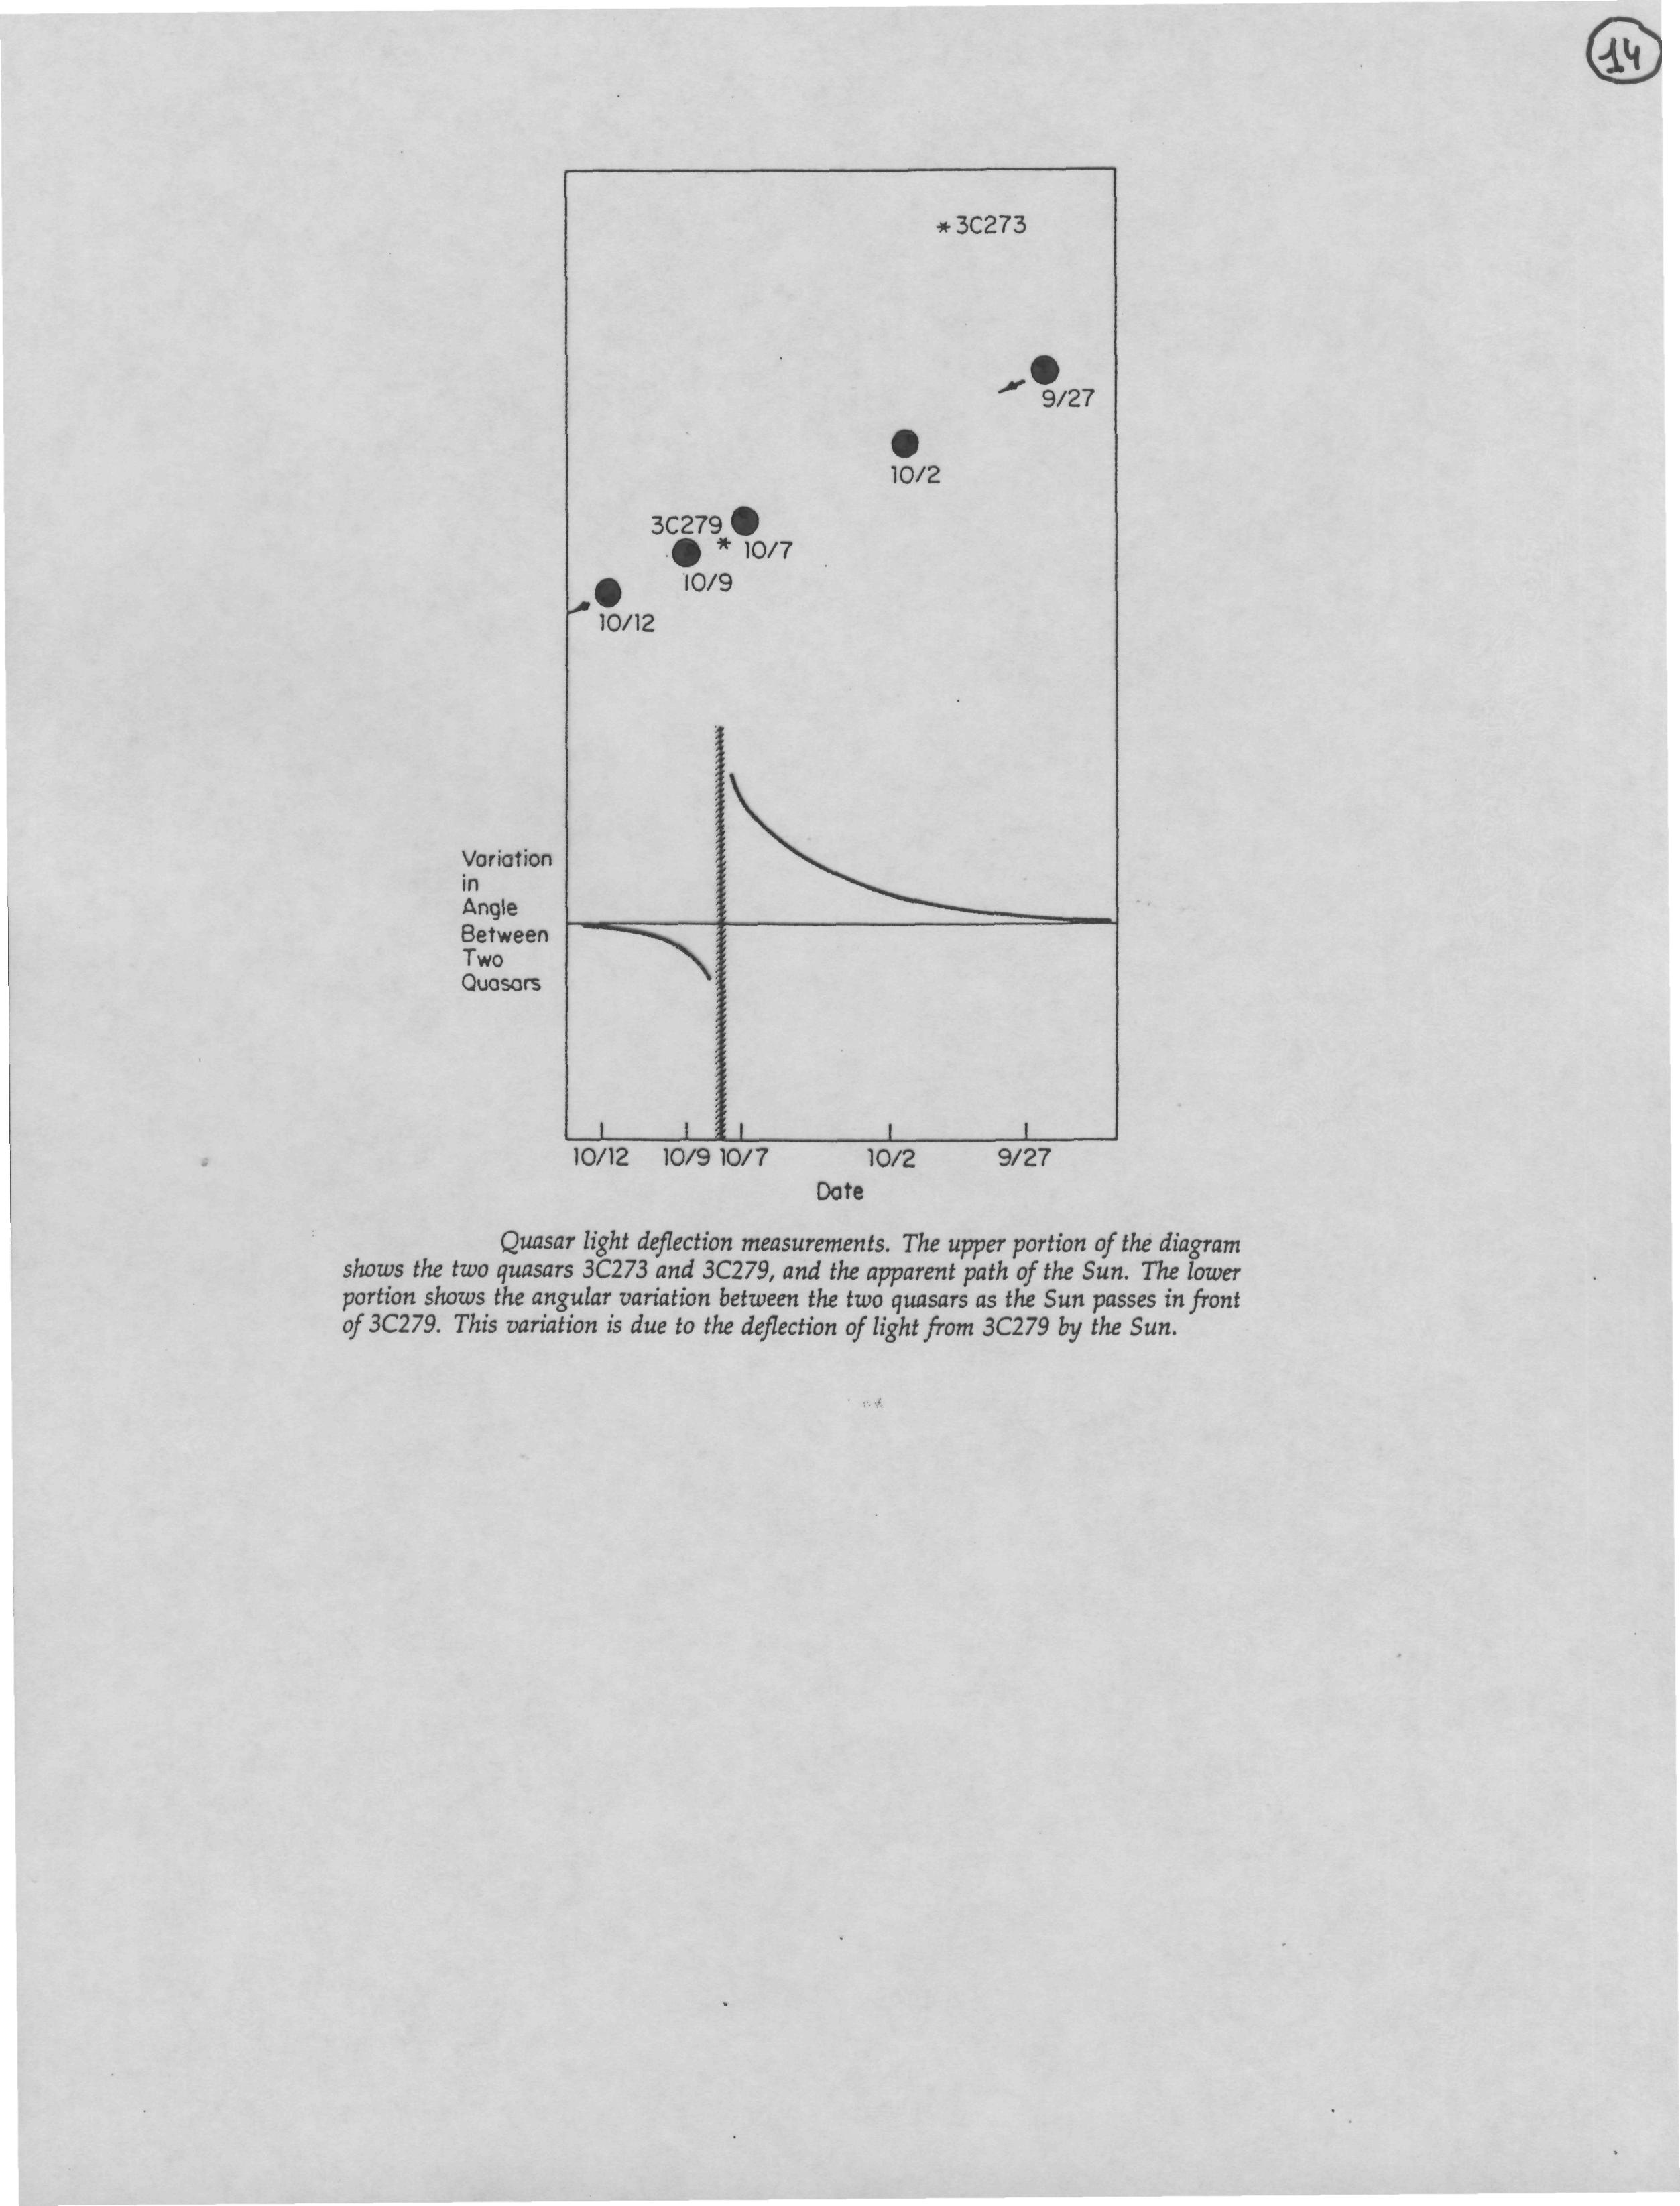 14
*3C273
9/27
10/2
3C279
*
10/7
10/9
10/12
Variation
in
Angle
Between
Two
Quasars
10/12 10/9 10/7 10/2 9/27
Date
Quasar light deflection measurements. The upper portion of the diagram
shows the two quasars 3C273 and 3C279, and the apparent path of the Sun. The lower
portion shows the angular variation between the two quasars as the Sun passes in front
of 3C279. This variation is due to the deflection of light from 3C279 by the Sun.